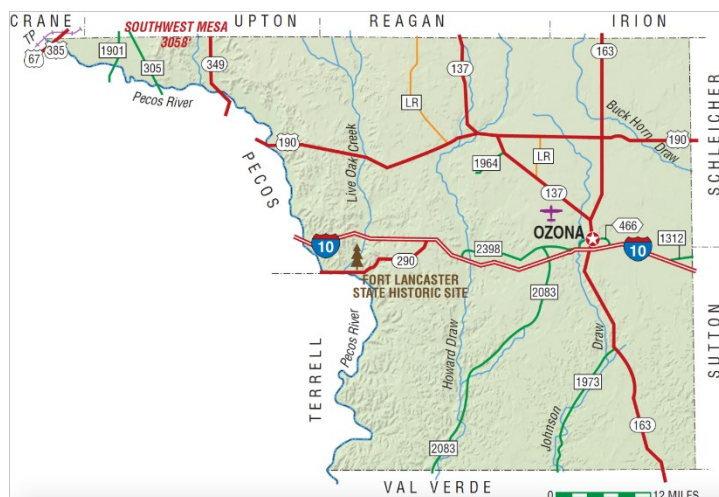 CRANE
UPTON
REAGAN
IRION
TP
SOUTHWEST MESA
3058'
67
385
1901
305
349
137
163
LR
Pecos River
Buck Horn Draw
SCHLEICHER
190
190
PECOS
Live Oak Creek
1964
LR
137
466
OZONA
10
10
1312
2398
290
FORT LANCASTER
STATE HISTORIC SITE
2083
TERRELL
Pecos River
Howard Draw
Johnson Draw
SUTTON
1973
163
2083
VAL VERDE
0
12 MILES